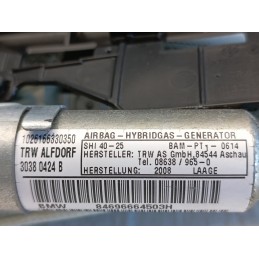 1026166330350
TRW ALFDORF
3038 0424 B
AIRBAG - HYBRIDGAS - GENERATOR
SHI 40-25 BAM-PT1- 0614
HERSTELLER: TRW AS GmbH,84544 Aschau
Tel. 08638 / 965-0
HERSTELLUNG: 2008 LAAGE
BMW 84696664503H